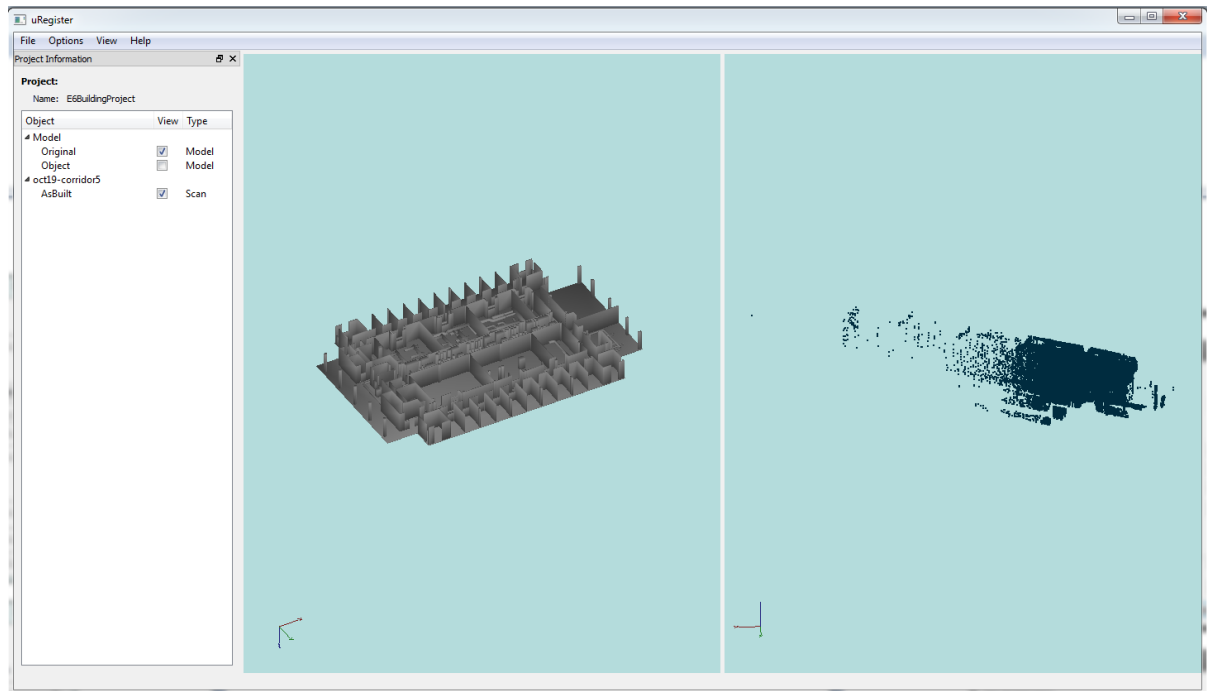 uRegister
File Options View Help
Project Information
Project:
Name: E6BuildingProject
Object View Type
Model
Original Model
Object Model
oct19-corridor5
AsBuilt Scan